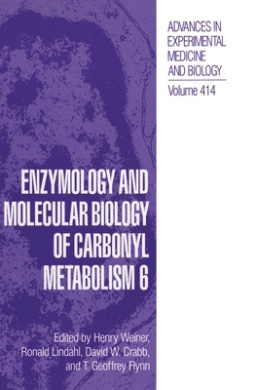 ADVANCES IN
EXPERIMENTAL
MEDICINE
AND BIOLOGY
Volume 414
ENZYMOLOGY AND
MOLECULAR BIOLOGY
OF CARBONYL
METABOLISM 6
Edited by Henry Weiner,
Ronald Lindahl, David W. Crabb,
and T. Geoffrey Flynn